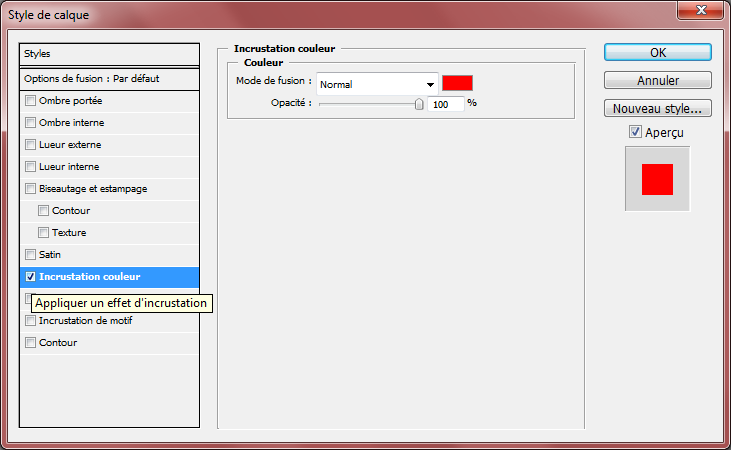 Style de calque
Styles
Options de fusion : Par défaut
Ombre portée
Ombre interne
Lueur externe
Lueur interne
Biseautage et estampage
Contour
Texture
Satin
Incrustation couleur
Appliquer un effet d'incrustation
Incrustation de motif
Contour
Incrustation couleur
Couleur
Mode de fusion : Normal
Opacité : 100 %
OK
Annuler
Nouveau style...
Aperçu